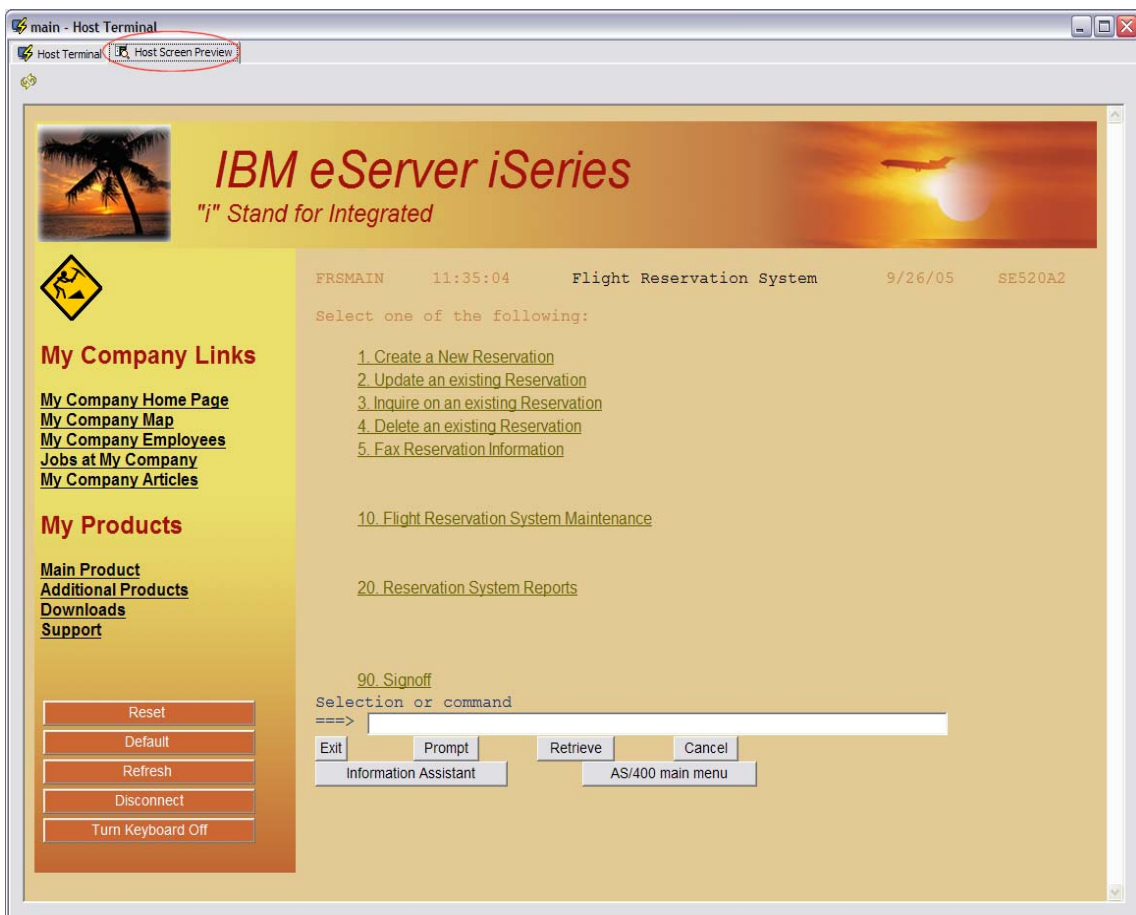 main - Host Terminal
Host Terminal Host Screen Preview
IBM eServer iSeries
"i" Stand for Integrated
FRSMAIN 11:35:04 Flight Reservation System 9/26/05 SE520A2
Select one of the following:
1. Create a New Reservation
2. Update an existing Reservation
3. Inquire on an existing Reservation
4. Delete an existing Reservation
5. Fax Reservation Information
10. Flight Reservation System Maintenance
20. Reservation System Reports
90. Signoff
Selection or command
===>
Exit Prompt Retrieve Cancel
Information Assistant AS/400 main menu
My Company Links
My Company Home Page
My Company Map
My Company Employees
Jobs at My Company
My Company Articles
My Products
Main Product
Additional Products
Downloads
Support
Reset
Default
Refresh
Disconnect
Turn Keyboard Off